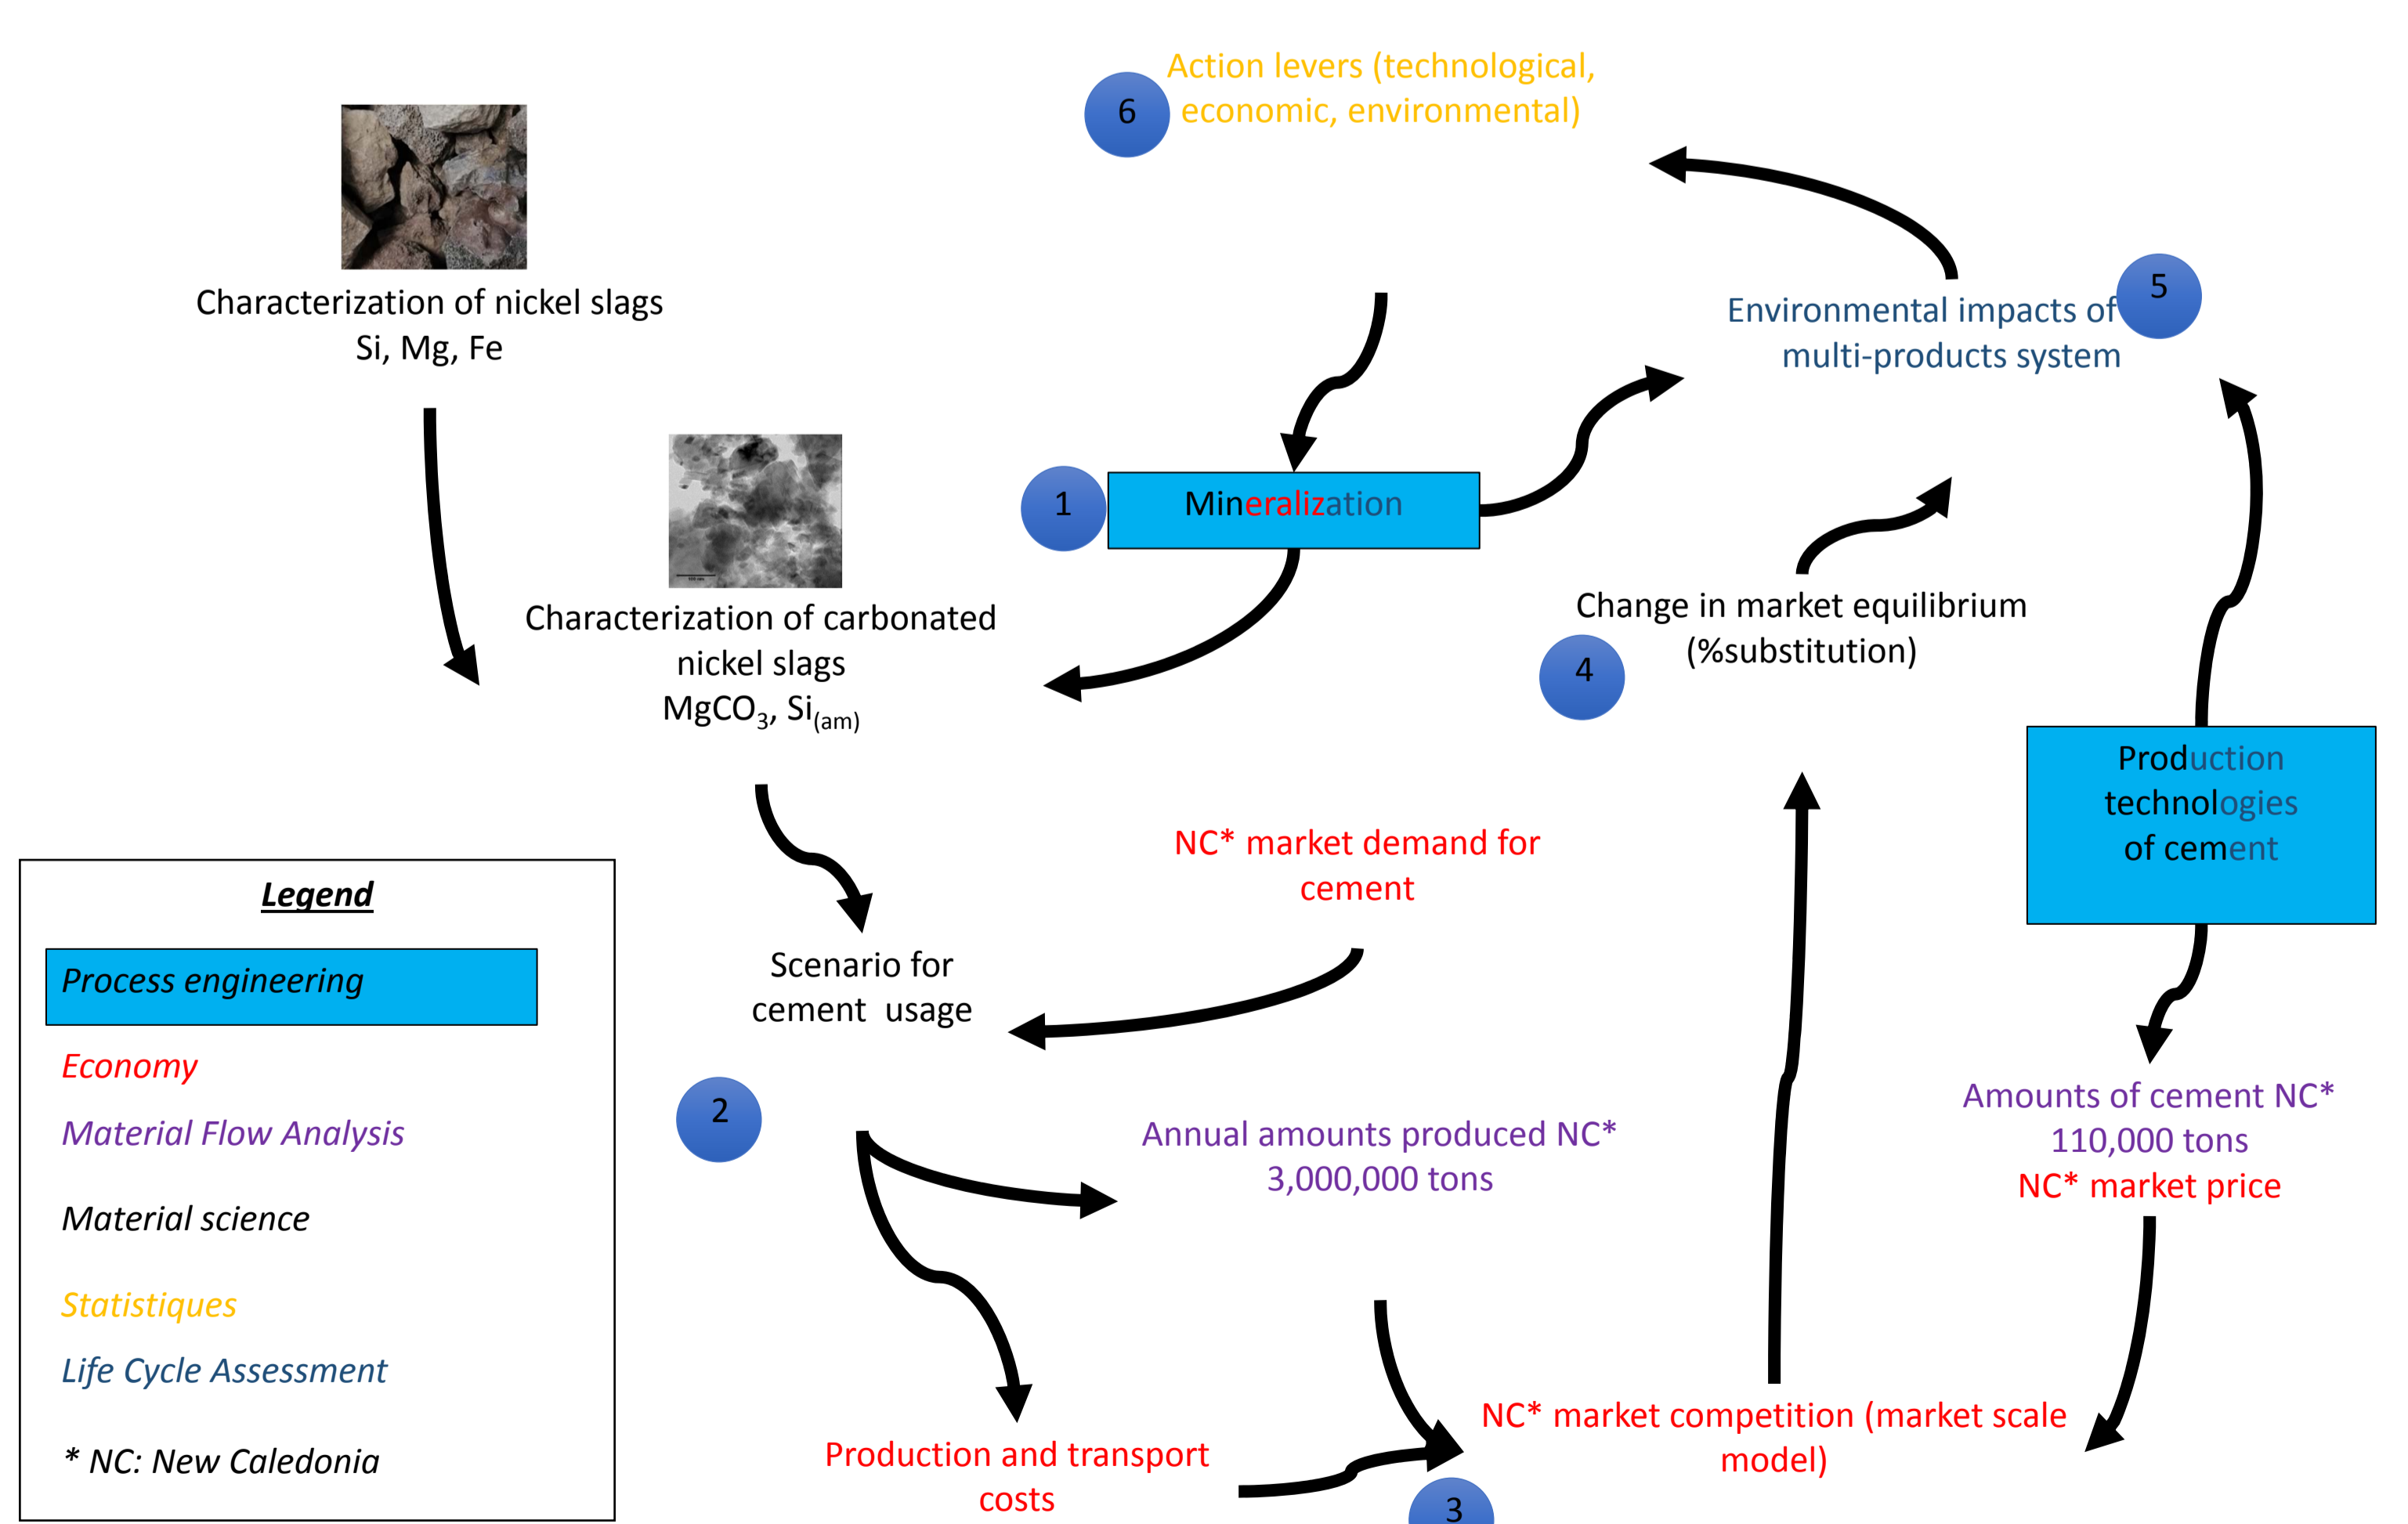 6
Action levers (technological,
economic, environmental)
Characterization of nickel slags
Si, Mg, Fe
5
Environmental impacts of
multi-products system
1
Mineralization
Characterization of carbonated
nickel slags
MgCO₃, Si₍am₎
Change in market equilibrium
(%substitution)
4
Production
technologies
of cement
NC* market demand for
cement
Scenario for
cement usage
2
Annual amounts produced NC*
3,000,000 tons
Amounts of cement NC*
110,000 tons
NC* market price
Production and transport
costs
NC* market competition (market scale
model)
3
Legend
Process engineering
Economy
Material Flow Analysis
Material science
Statistiques
Life Cycle Assessment
* NC: New Caledonia